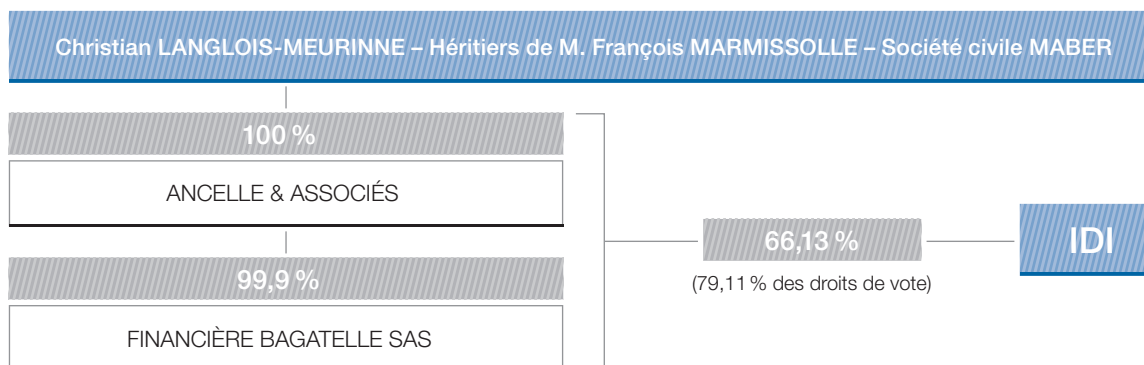 Christian LANGLOIS-MEURINNE – Héritiers de M. François MARMISSOLLE – Société civile MABER
100 %
ANCELLE & ASSOCIÉS
99,9 %
FINANCIÈRE BAGATELLE SAS
66,13 %
(79,11 % des droits de vote)
IDI